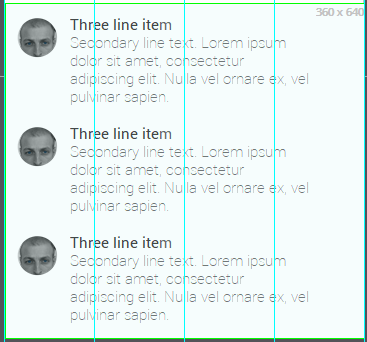 360 x 640
Three line item
Secondary line text. Lorem ipsum
dolor sit amet, consectetur
adipiscing elit. Nulla vel ornare ex, vel
pulvinar sapien.
Three line item
Secondary line text. Lorem ipsum
dolor sit amet, consectetur
adipiscing elit. Nulla vel ornare ex, vel
pulvinar sapien.
Three line item
Secondary line text. Lorem ipsum
dolor sit amet, consectetur
adipiscing elit. Nulla vel ornare ex, vel
pulvinar sapien.